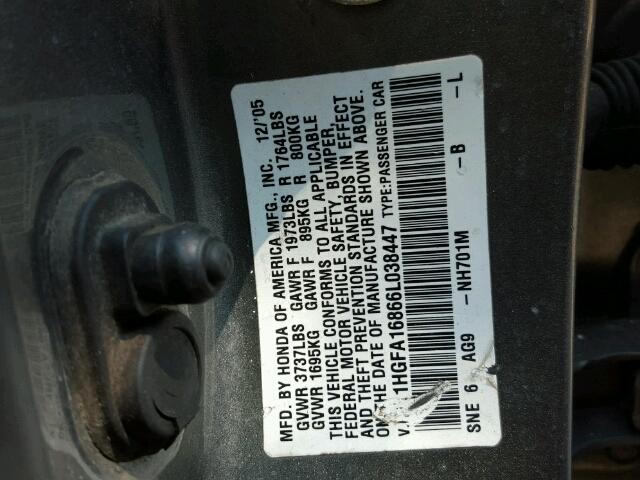 MFD. BY HONDA OF AMERICA MFG., INC. 12/'05
GVWR 3737LBS GAWR F 1973LBS R 1764LBS
GVWR 1695KG GAWR F 895KG R 800KG
THIS VEHICLE CONFORMS TO ALL APPLICABLE
FEDERAL MOTOR VEHICLE SAFETY, BUMPER,
AND THEFT PREVENTION STANDARDS IN EFFECT
ON THE DATE OF MANUFACTURE SHOWN ABOVE.
V. 1HGFA16866L038447 TYPE:PASSENGER CAR
SNE 6 AG9 -NH701M -B -L